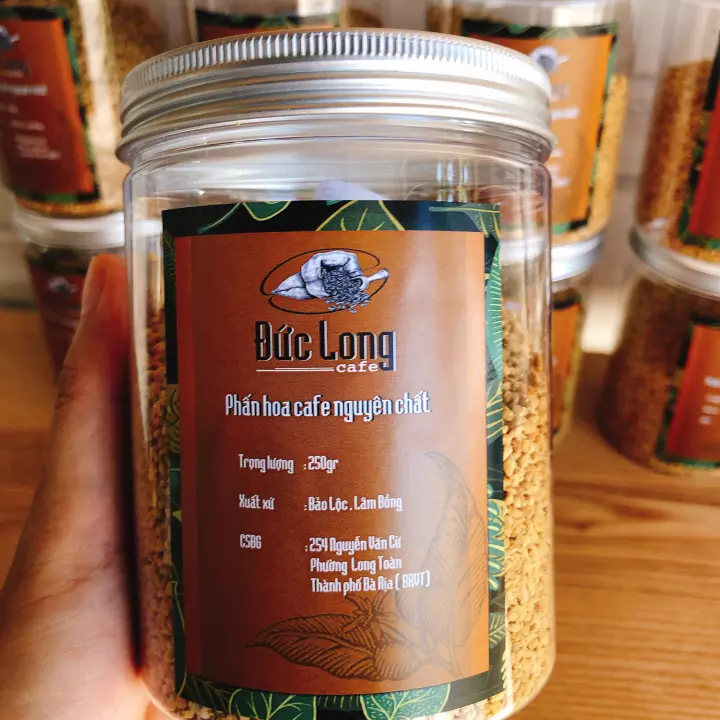 Đức Long
cafe
Phấn hoa cafe nguyên chất
Trọng lượng : 250gr
Xuất xứ : Bảo Lộc , Lâm Đồng
CSĐG : 254 Nguyễn Văn Cừ
Phường Long Toàn
Thành phố Bà Rịa ( BRVT )